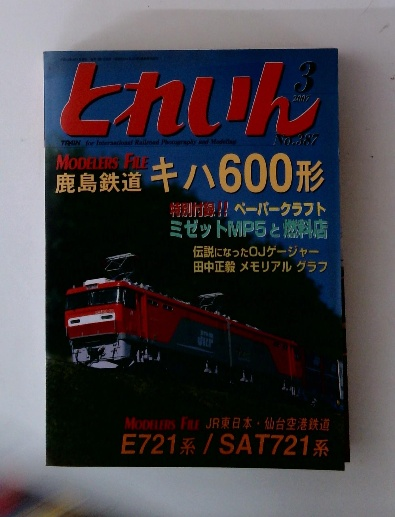 とれいん
3
2007
No.387
TRAIN for International Railroad Photography and Modeling
MODELERS FILE
鹿島鉄道 キハ600形
特別付録!! ペーパークラフト
ミゼットMP5と燃料店
伝説になったOJゲージャー
田中正毅 メモリアル グラフ
MODELERS FILE JR東日本・仙台空港鉄道
E721系 / SAT721系